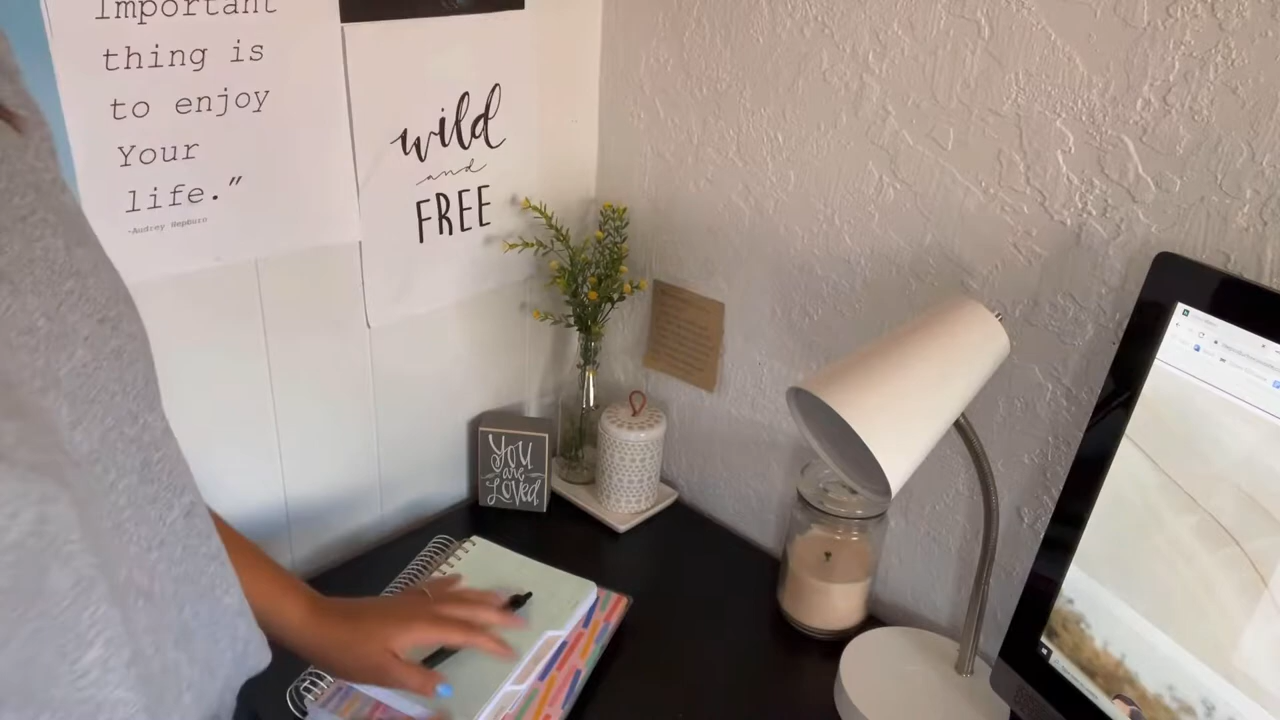 Important
thing is
to enjoy
Your
life.”
-Audrey Hepburn
wild
and
FREE
You
are
Loved.